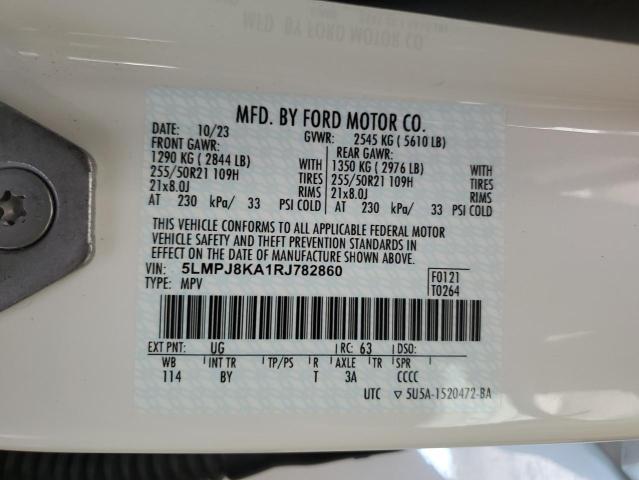 MFD. BY FORD MOTOR CO.
DATE: 10/23 GVWR: 2545 KG ( 5610 LB)
FRONT GAWR: REAR GAWR:
1290 KG ( 2844 LB) WITH 1350 KG ( 2976 LB) WITH
255/50R21 109H TIRES 255/50R21 109H TIRES
21x8.0J RIMS 21x8.0J RIMS
AT 230 kPa/ 33 PSI COLD AT 230 kPa/ 33 PSI COLD
THIS VEHICLE CONFORMS TO ALL APPLICABLE FEDERAL MOTOR
VEHICLE SAFETY AND THEFT PREVENTION STANDARDS IN
EFFECT ON THE DATE OF MANUFACTURE SHOWN ABOVE.
VIN: 5LMPJ8KA1RJ782860 F0121
TYPE: MPV T0264
EXT PNT: UG RC: 63 DSO:
WB INT TR TP/PS R AXLE TR SPR
114 BY T 3A CCCC
UTC ▽ 5U5A-1520472-BA